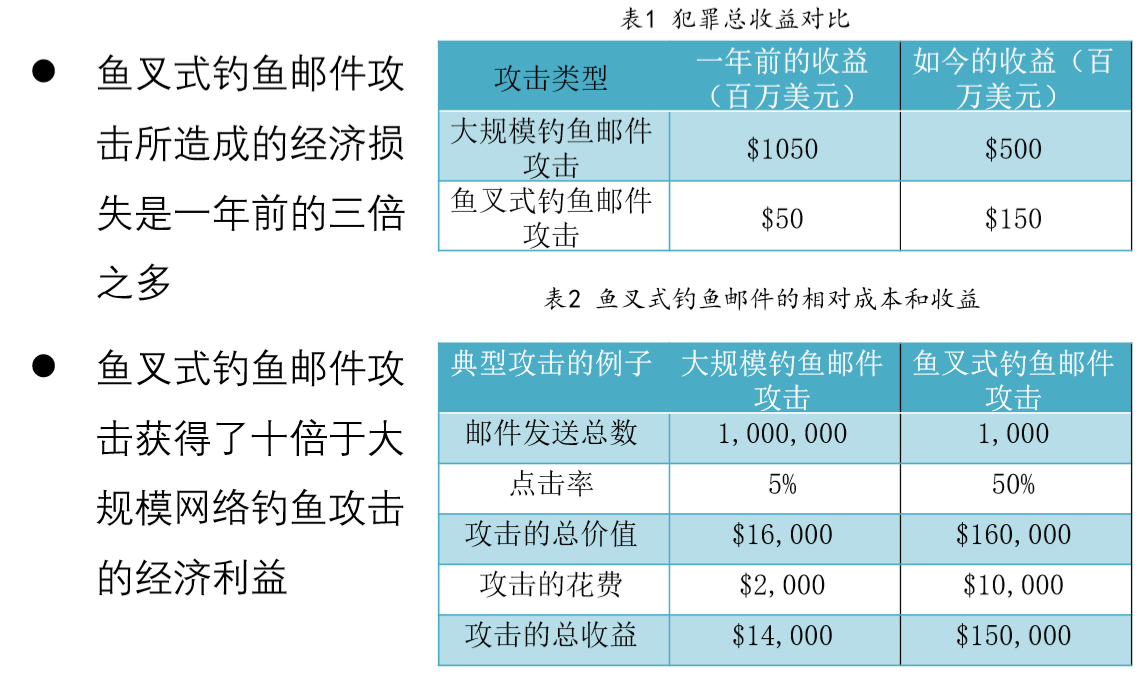 ● 鱼叉式钓鱼邮件攻
击所造成的经济损
失是一年前的三倍
之多
● 鱼叉式钓鱼邮件攻
击获得了十倍于大
规模网络钓鱼攻击
的经济利益
表1 犯罪总收益对比
攻击类型 一年前的收益（百万美元） 如今的收益（百万美元）
大规模钓鱼邮件攻击 $1050 $500
鱼叉式钓鱼邮件攻击 $50 $150
表2 鱼叉式钓鱼邮件的相对成本和收益
典型攻击的例子 大规模钓鱼邮件攻击 鱼叉式钓鱼邮件攻击
邮件发送总数 1,000,000 1,000
点击率 5% 50%
攻击的总价值 $16,000 $160,000
攻击的花费 $2,000 $10,000
攻击的总收益 $14,000 $150,000